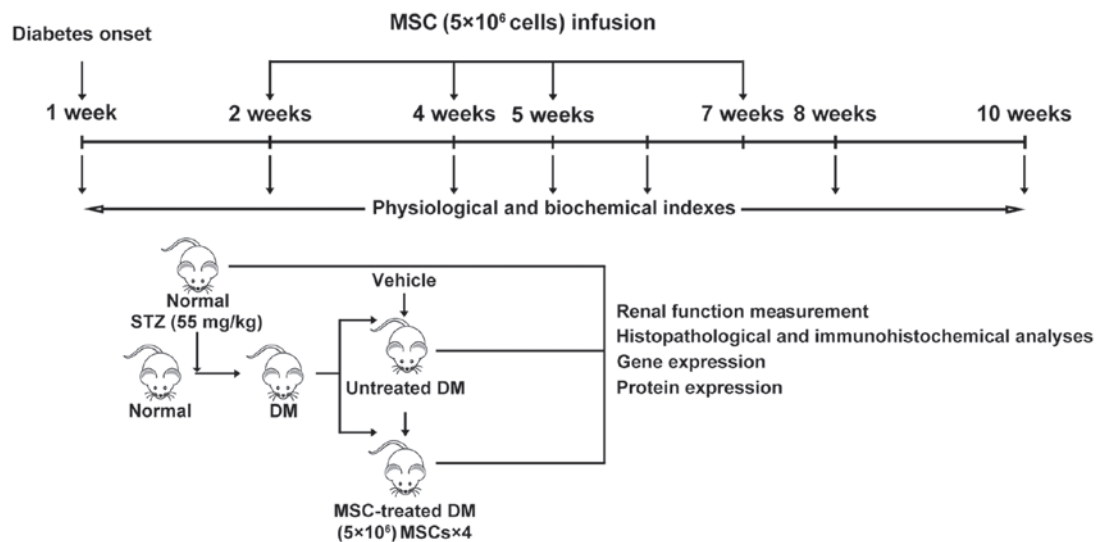 MSC (5×10⁶ cells) infusion
Diabetes onset
1 week
2 weeks
4 weeks
5 weeks
7 weeks
8 weeks
10 weeks
Physiological and biochemical indexes
Normal
STZ (55 mg/kg)
Normal
DM
Vehicle
Untreated DM
MSC-treated DM
(5×10⁶) MSCs×4
Renal function measurement
Histopathological and immunohistochemical analyses
Gene expression
Protein expression